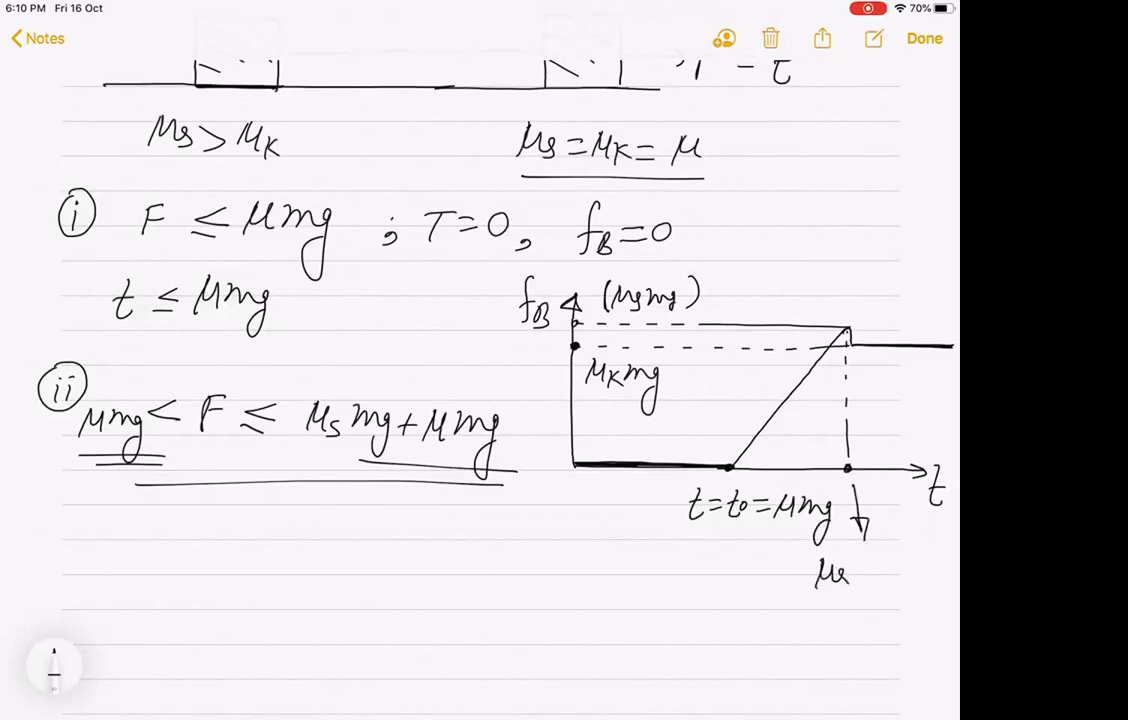 6:10 PM Fri 16 Oct 70%
Notes Done
μs > μk
μs = μk = μ
i F ≤ μmg ; T=0, fB=0
t ≤ μmg
fB (μsmg)
μkmg
ii μmg < F ≤ μsmg + μmg
t
t = t0 = μmg
μs